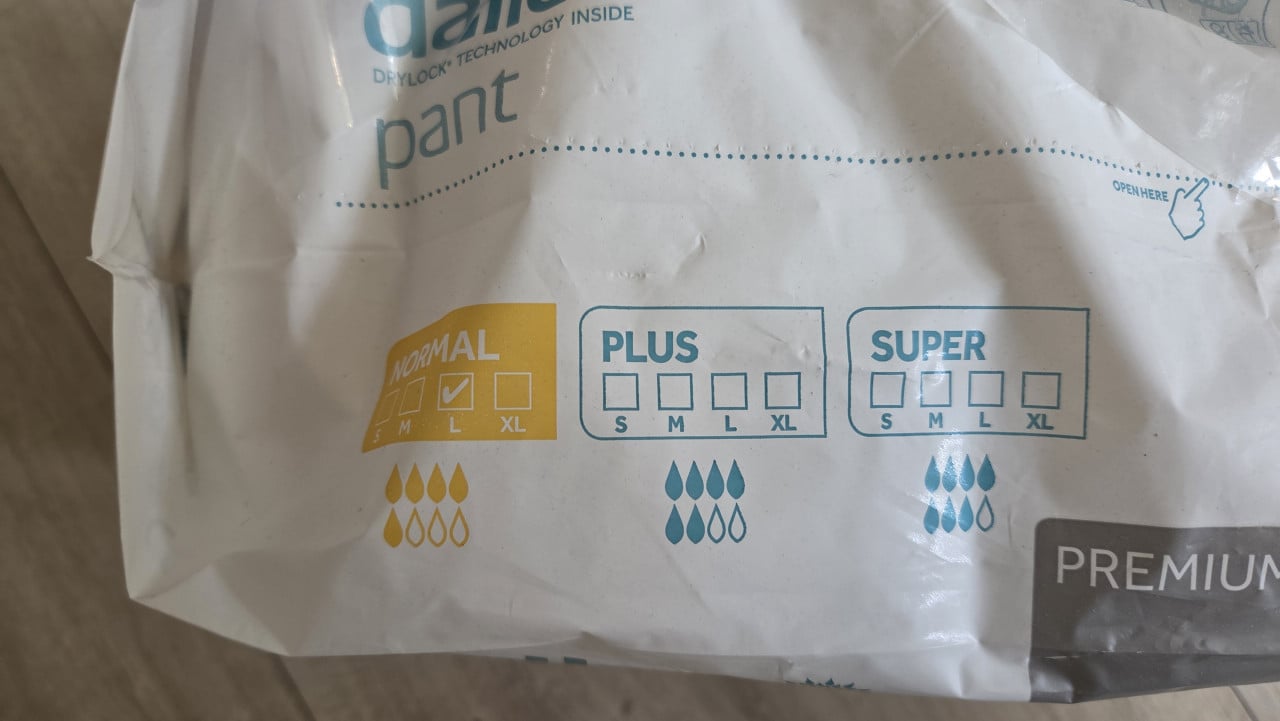 DRYLOCK® TECHNOLOGY INSIDE
pant
OPEN HERE
NORMAL
S M L XL
PLUS
S M L XL
SUPER
S M L XL
PREMIUM